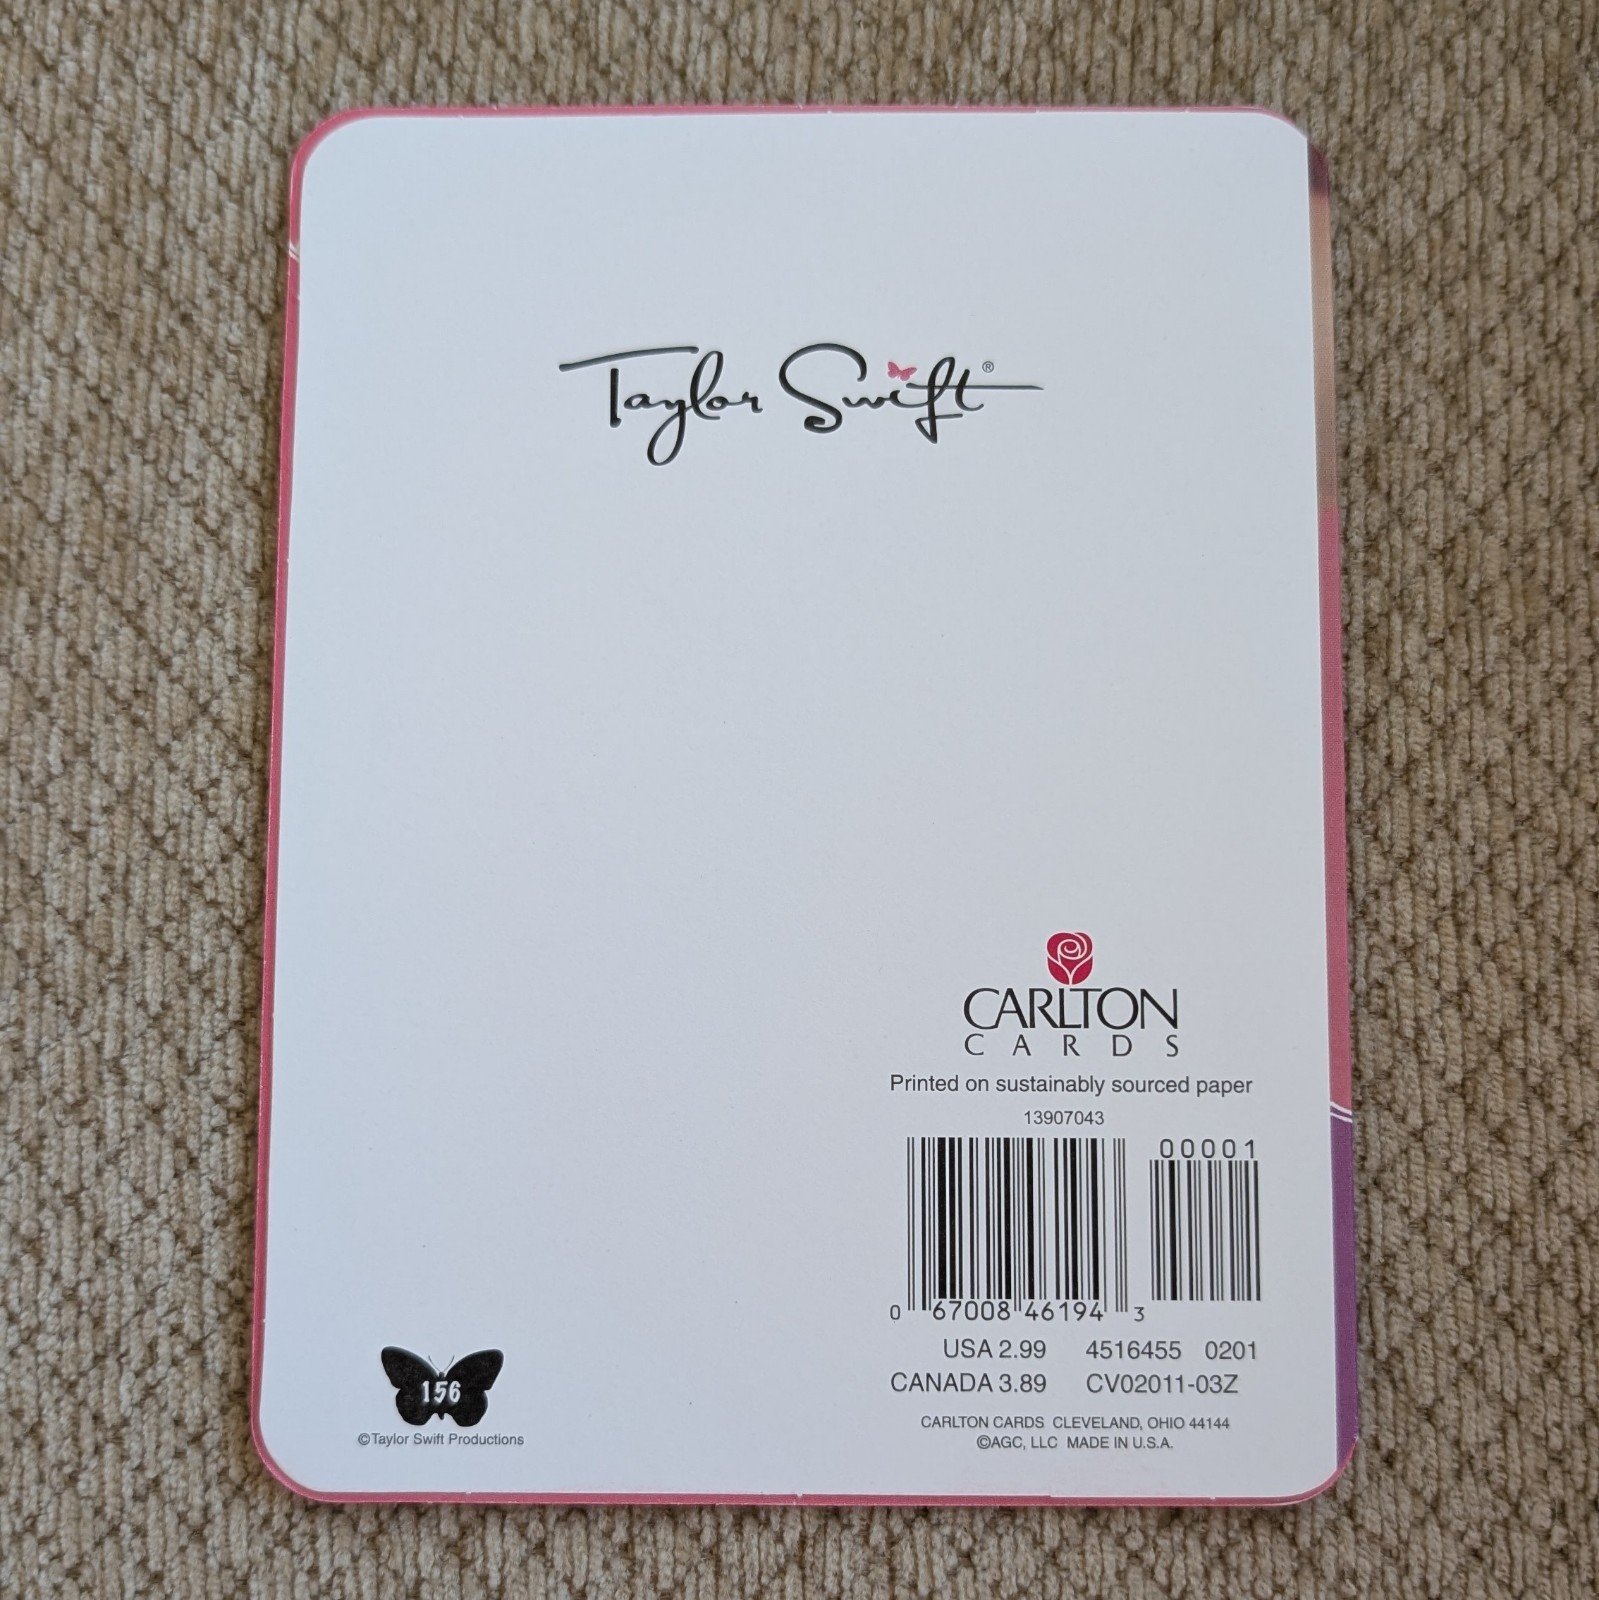 Taylor Swift®
CARLTON
CARDS
Printed on sustainably sourced paper
13907043
00001
0 67008 46194 3
USA 2.99 4516455 0201
CANADA 3.89 CV02011-03Z
CARLTON CARDS CLEVELAND, OHIO 44144
©AGC, LLC MADE IN U.S.A.
156
©Taylor Swift Productions